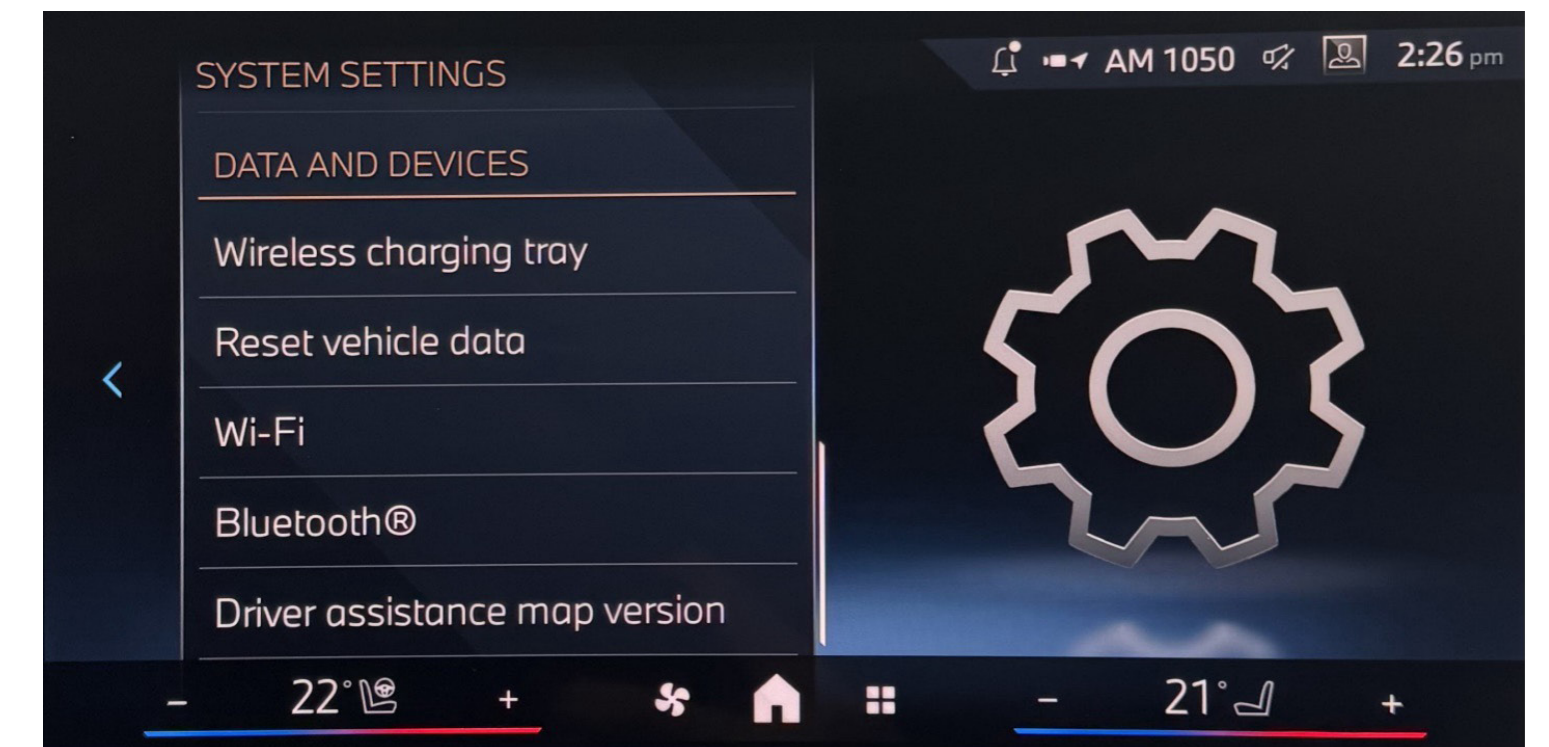 SYSTEM SETTINGS
AM 1050 2:26 pm
DATA AND DEVICES
Wireless charging tray
Reset vehicle data
Wi-Fi
Bluetooth®
Driver assistance map version
- 22° + - 21° +